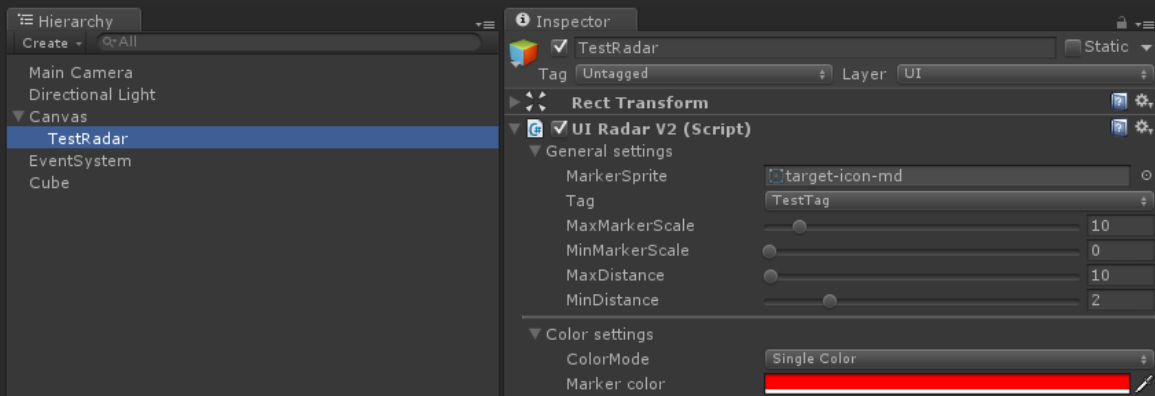 Hierarchy
Create
All
Main Camera
Directional Light
Canvas
TestRadar
EventSystem
Cube
Inspector
TestRadar
Static
Tag Untagged Layer UI
Rect Transform
UI Radar V2 (Script)
General settings
MarkerSprite target-icon-md
Tag TestTag
MaxMarkerScale 10
MinMarkerScale 0
MaxDistance 10
MinDistance 2
Color settings
ColorMode Single Color
Marker color